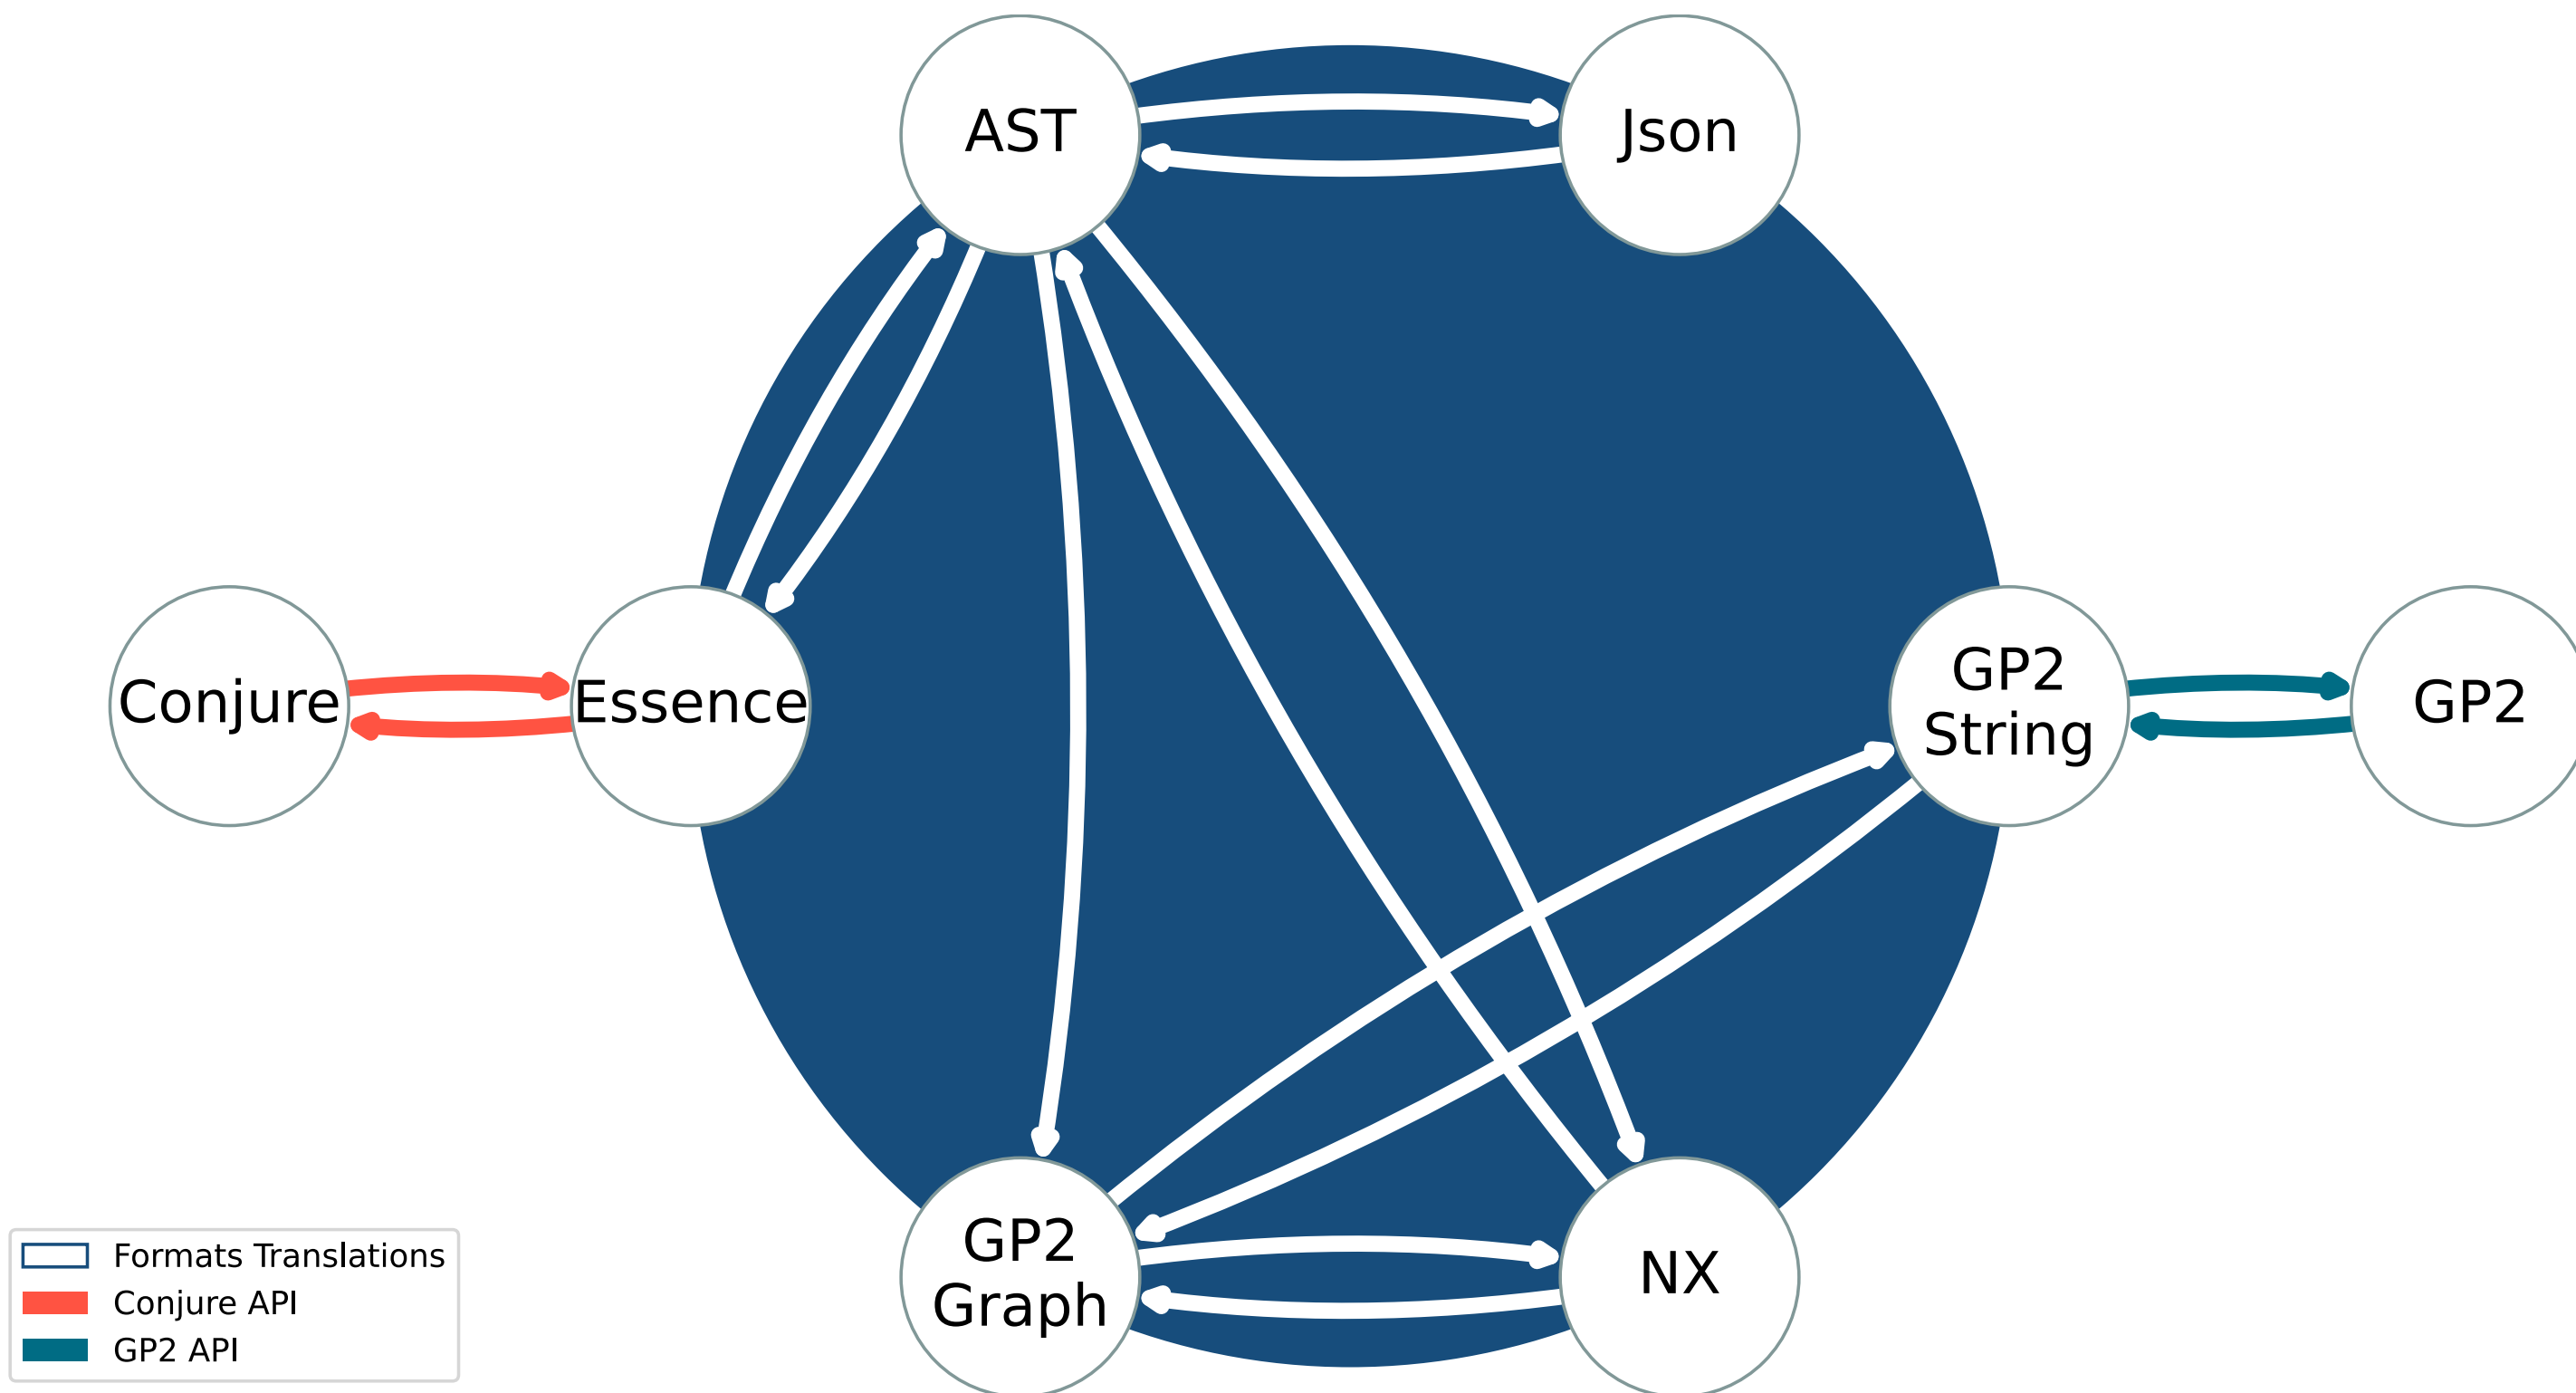 AST
Json
Conjure
Essence
GP2
String
GP2
GP2
Graph
NX
Formats Translations
Conjure API
GP2 API